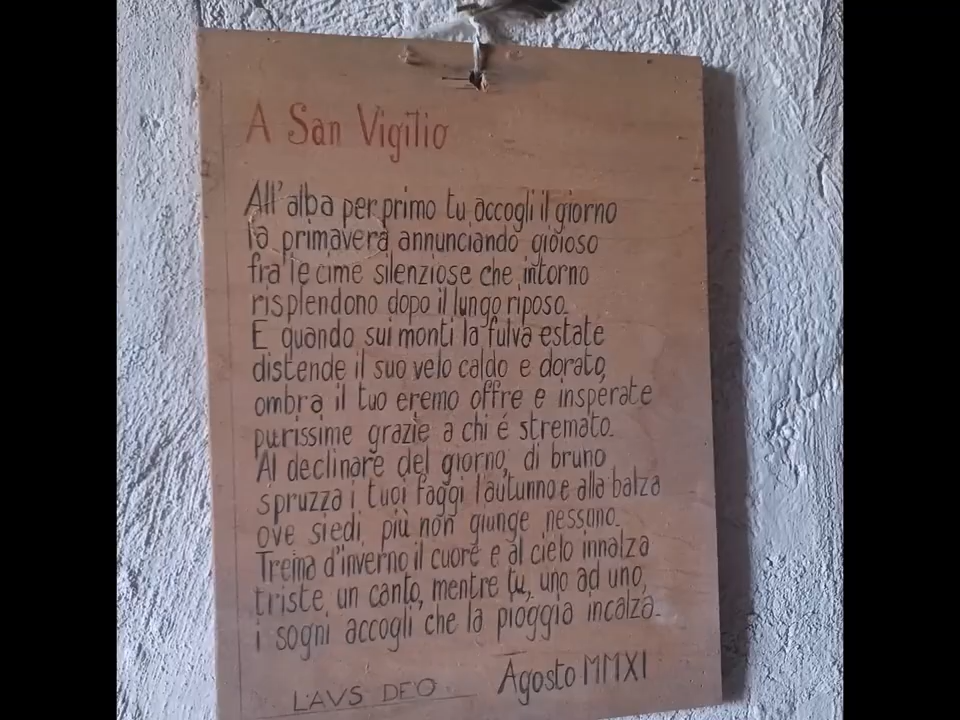 A San Vigilio
All'alba per primo tu accogli il giorno
la primavera annunciando gioioso
fra le cime silenziose che intorno
risplendono dopo il lungo riposo.
E quando sui monti la fulva estate
distende il suo velo caldo e dorato,
ombra il tuo eremo offre e insperate
purissime grazie a chi é stremato.
Al declinare del giorno, di bruno
spruzza i tuoi faggi l'autunno e alla balza
ove siedi, più non giunge nessuno.
Trema d'inverno il cuore e al cielo innalza
triste un canto, mentre tu, uno ad uno,
i sogni accogli che la pioggia incalza.
Agosto MMXI
LAVS DEO